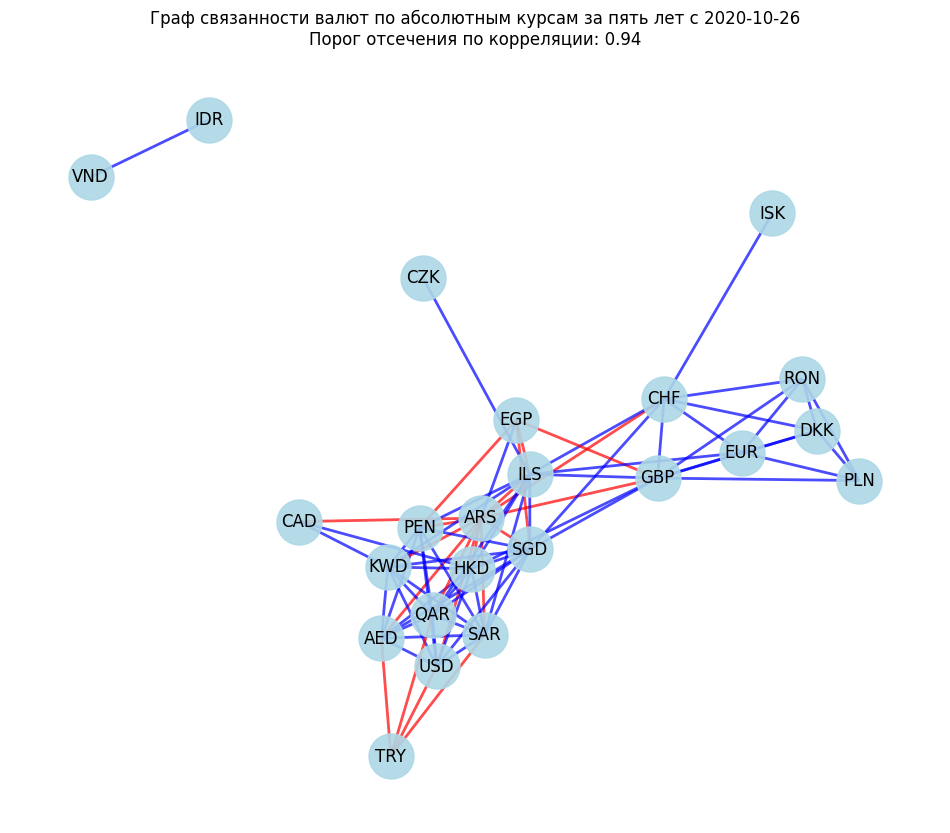 Граф связанности валют по абсолютным курсам за пять лет с 2020-10-26
Порог отсечения по корреляции: 0.94
IDR
VND
ISK
CZK
RON
CHF
EGP
DKK
EUR
ILS
GBP
PLN
ARS
CAD
PEN
SGD
KWD
HKD
QAR
SAR
AED
USD
TRY